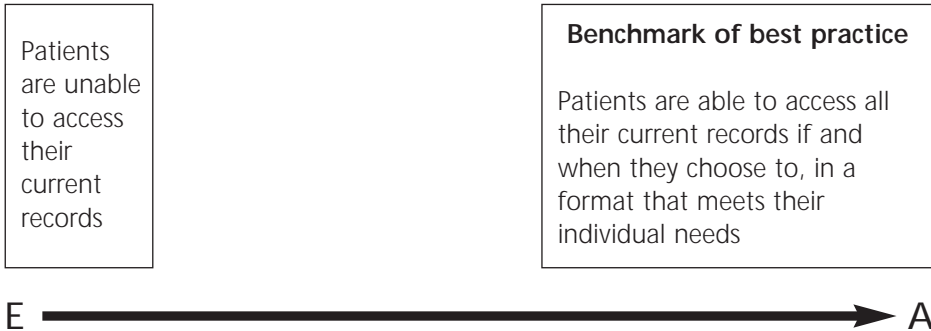 Patients
are unable
to access
their
current
records
Benchmark of best practice
Patients are able to access all
their current records if and
when they choose to, in a
format that meets their
individual needs
E
A